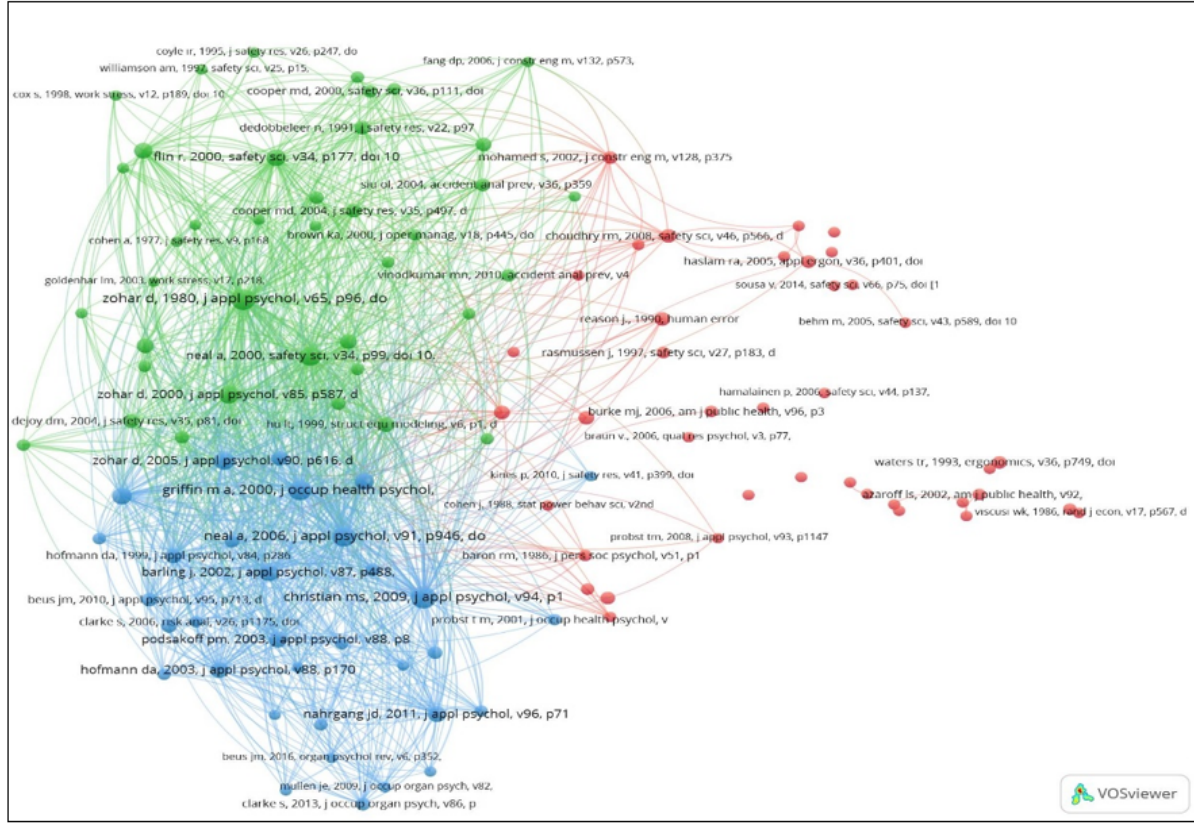 coyle ir, 1995, j safety res, v26, p247, do
williamson am, 1997, safety sci, v25, p15,
fang dp, 2006, j constr eng m, v132, p573,
cox s, 1998, work stress, v12, p189, doi 10
cooper md, 2000, safety sci, v36, p111, doi
dedobbeleer n, 1991, j safety res, v22, p97
flin r, 2000, safety sci, v34, p177, doi 10
mohamed s, 2002, j constr eng m, v128, p375
siu ol, 2004, accident anal prev, v36, p359
cooper md, 2004, j safety res, v35, p497, d
brown ka, 2000, j oper manag, v18, p445, do
cohen a, 1977, j safety res, v9, p168
choudhry rm, 2008, safety sci, v46, p566, d
haslam ra, 2005, appl ergon, v36, p401, doi
goldenhar lm, 2003, work stress, v17, p218,
vinodkumar mn, 2010, accident anal prev, v4
sousa v, 2014, safety sci, v66, p75, doi [1
zohar d, 1980, j appl psychol, v65, p96, do
reason j., 1990, human error
behm m, 2005, safety sci, v43, p589, doi 10
neal a, 2000, safety sci, v34, p99, doi 10.
rasmussen j, 1997, safety sci, v27, p183, d
zohar d, 2000, j appl psychol, v85, p587, d
hamalainen p, 2006, safety sci, v44, p137,
burke mj, 2006, am j public health, v96, p3
dejoy dm, 2004, j safety res, v35, p81, doi
hu lt, 1999, struct equ modeling, v6, p1, d
braun v., 2006, qual res psychol, v3, p77,
zohar d, 2005, j appl psychol, v90, p616, d
waters tr, 1993, ergonomics, v36, p749, doi
kines p, 2010, j safety res, v41, p399, doi
griffin m a, 2000, j occup health psychol,
azaroff ls, 2002, am j public health, v92,
cohen j., 1988, stat power behav sci, v2nd
viscusi wk, 1986, rand j econ, v17, p567, d
neal a, 2006, j appl psychol, v91, p946, do
probst tm, 2008, j appl psychol, v93, p1147
hofmann da, 1999, j appl psychol, v84, p286
baron rm, 1986, j pers soc psychol, v51, p1
barling j, 2002, j appl psychol, v87, p488,
christian ms, 2009, j appl psychol, v94, p1
beus jm, 2010, j appl psychol, v95, p713, d
clarke s, 2006, risk anal, v26, p1175, doi
probst t m, 2001, j occup health psychol, v
podsakoff pm, 2003, j appl psychol, v88, p8
hofmann da, 2003, j appl psychol, v88, p170
nahrgang jd, 2011, j appl psychol, v96, p71
beus jm, 2016, organ psychol rev, v6, p352,
mullen je, 2009, j occup organ psych, v82,
clarke s, 2013, j occup organ psych, v86, p
VOSviewer